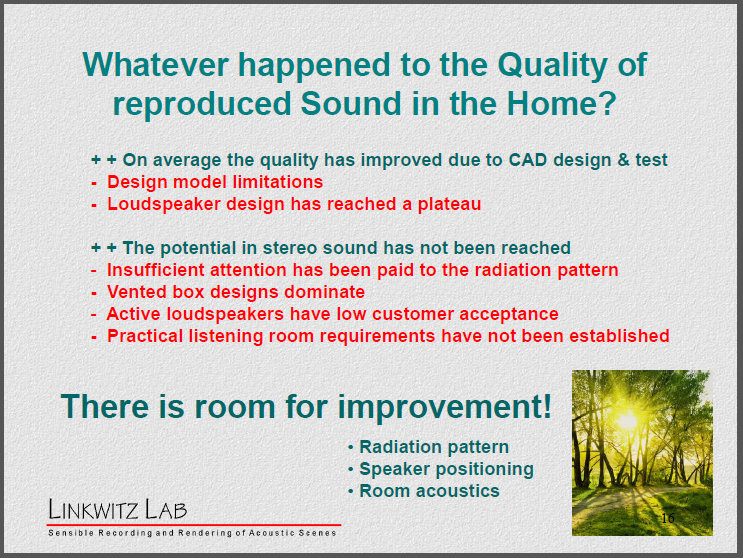 Whatever happened to the Quality of
reproduced Sound in the Home?
+ + On average the quality has improved due to CAD design & test
- Design model limitations
- Loudspeaker design has reached a plateau
+ + The potential in stereo sound has not been reached
- Insufficient attention has been paid to the radiation pattern
- Vented box designs dominate
- Active loudspeakers have low customer acceptance
- Practical listening room requirements have not been established
There is room for improvement!
• Radiation pattern
• Speaker positioning
• Room acoustics
LINKWITZ LAB
Sensible Recording and Rendering of Acoustic Scenes
16